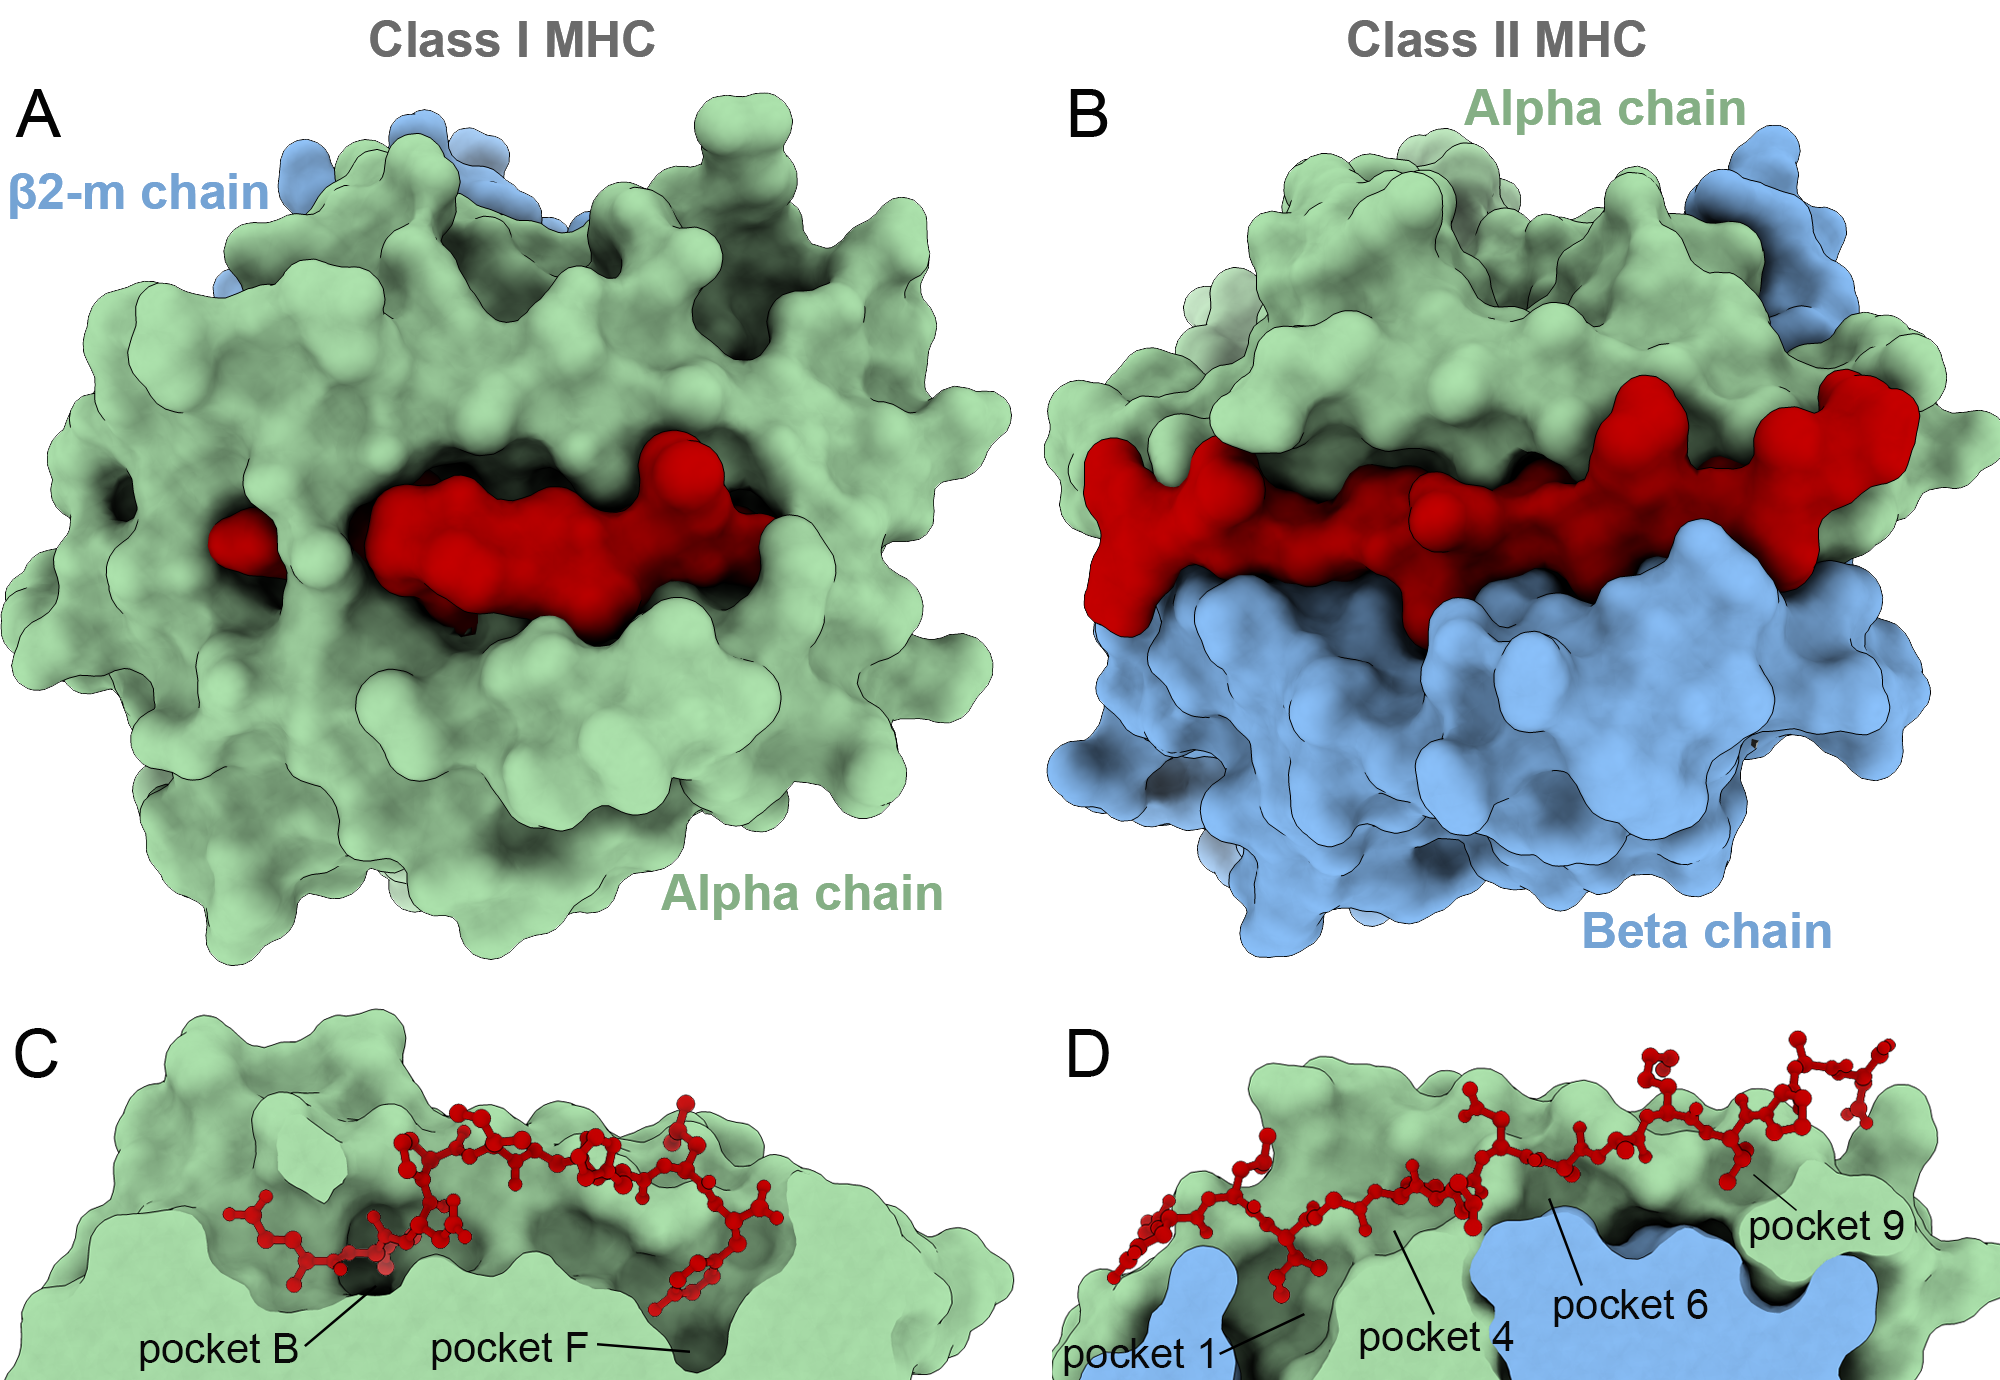 Class I MHC
Class II MHC
A
B
Alpha chain
β2-m chain
Alpha chain
Beta chain
C
D
pocket B
pocket F
pocket 1
pocket 4
pocket 6
pocket 9